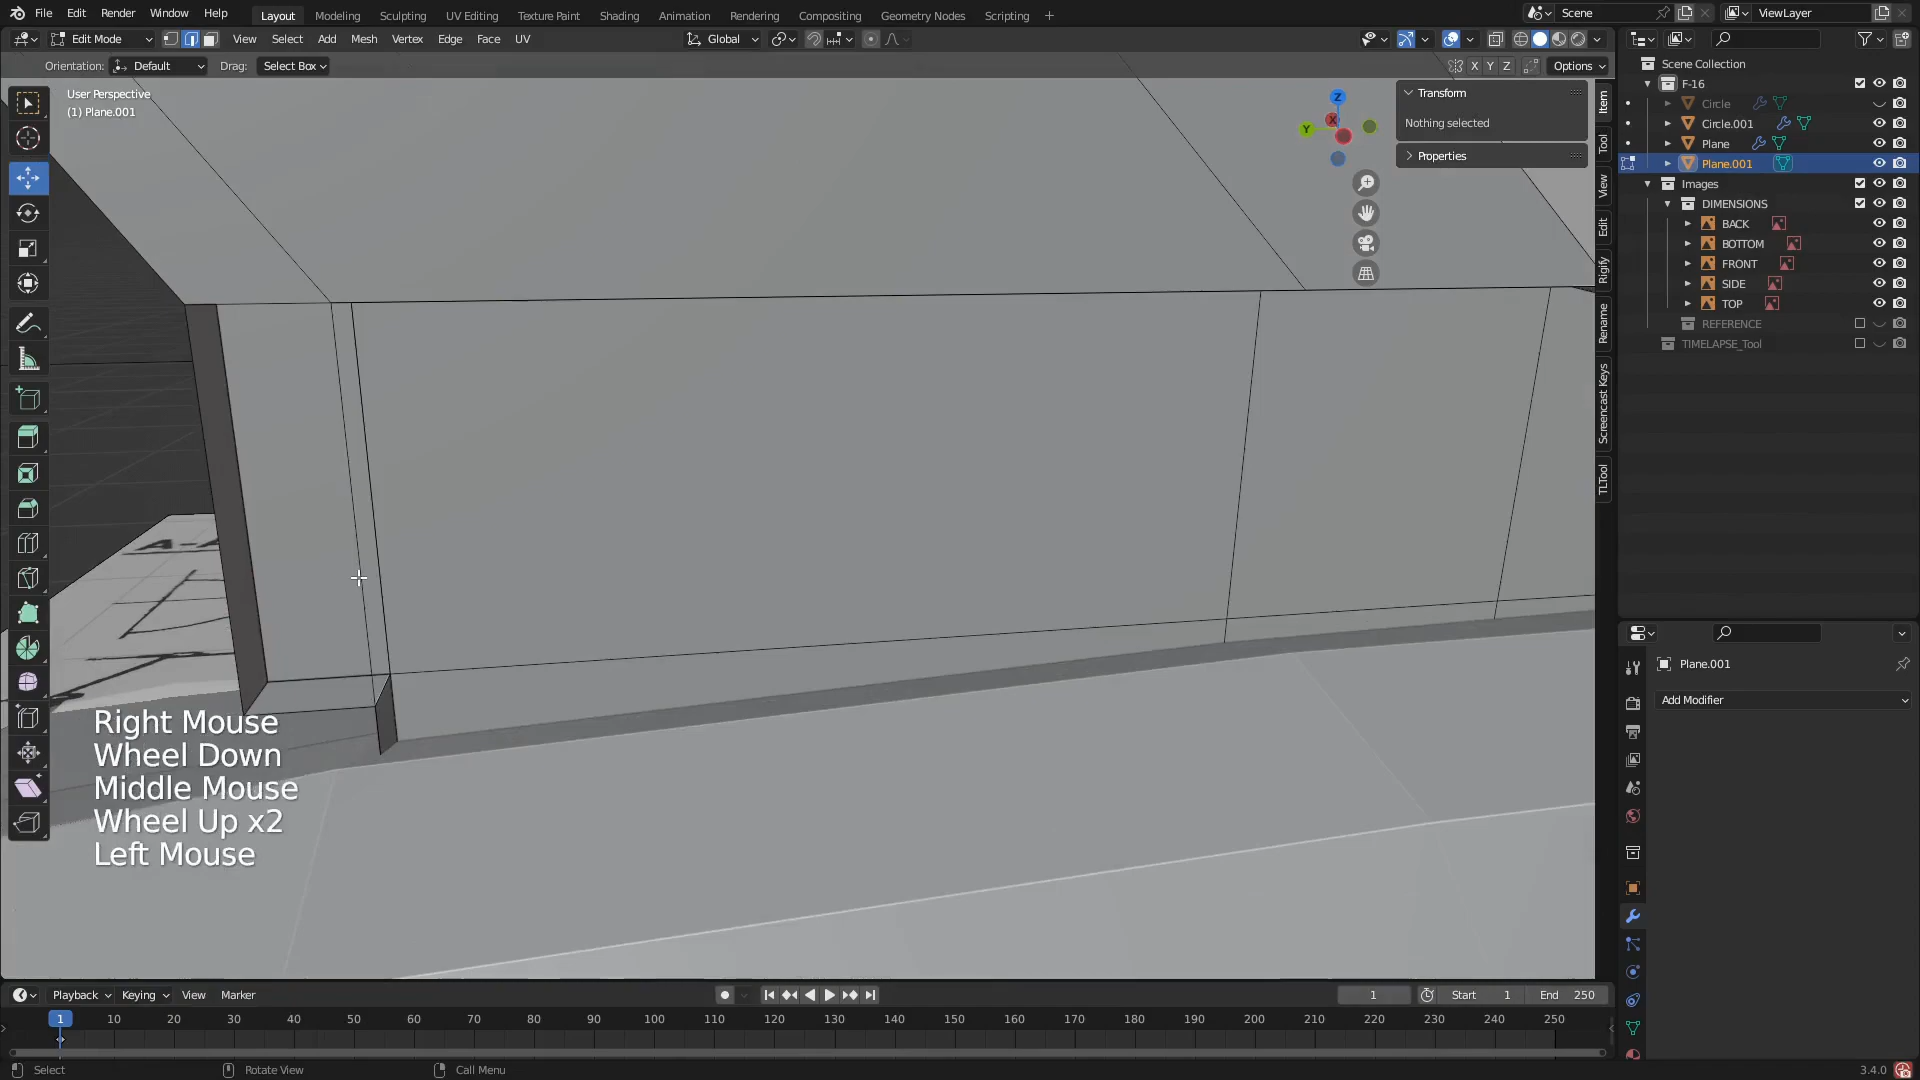 File Edit Render Window Help Layout Modeling Sculpting UV Editing Texture Paint Shading Animation Rendering Compositing Geometry Nodes Scripting + Scene ViewLayer
Edit Mode View Select Add Mesh Vertex Edge Face UV Global
Orientation: Default Drag: Select Box X Y Z Options
User Perspective
(1) Plane.001
Z
X
Y
Transform
Nothing selected
Properties
Item
Tool
View
Edit
Rigify
Rename
Screencast Keys
TLTool
Scene Collection
F-16
Circle
Circle.001
Plane
Plane.001
Images
DIMENSIONS
BACK
BOTTOM
FRONT
SIDE
TOP
REFERENCE
TIMELAPSE_Tool
Plane.001
Add Modifier
Right Mouse
Wheel Down
Middle Mouse
Wheel Up x2
Left Mouse
Playback Keying View Marker 1 Start 1 End 250
1 10 20 30 40 50 60 70 80 90 100 110 120 130 140 150 160 170 180 190 200 210 220 230 240 250
Select Rotate View Call Menu 3.4.0